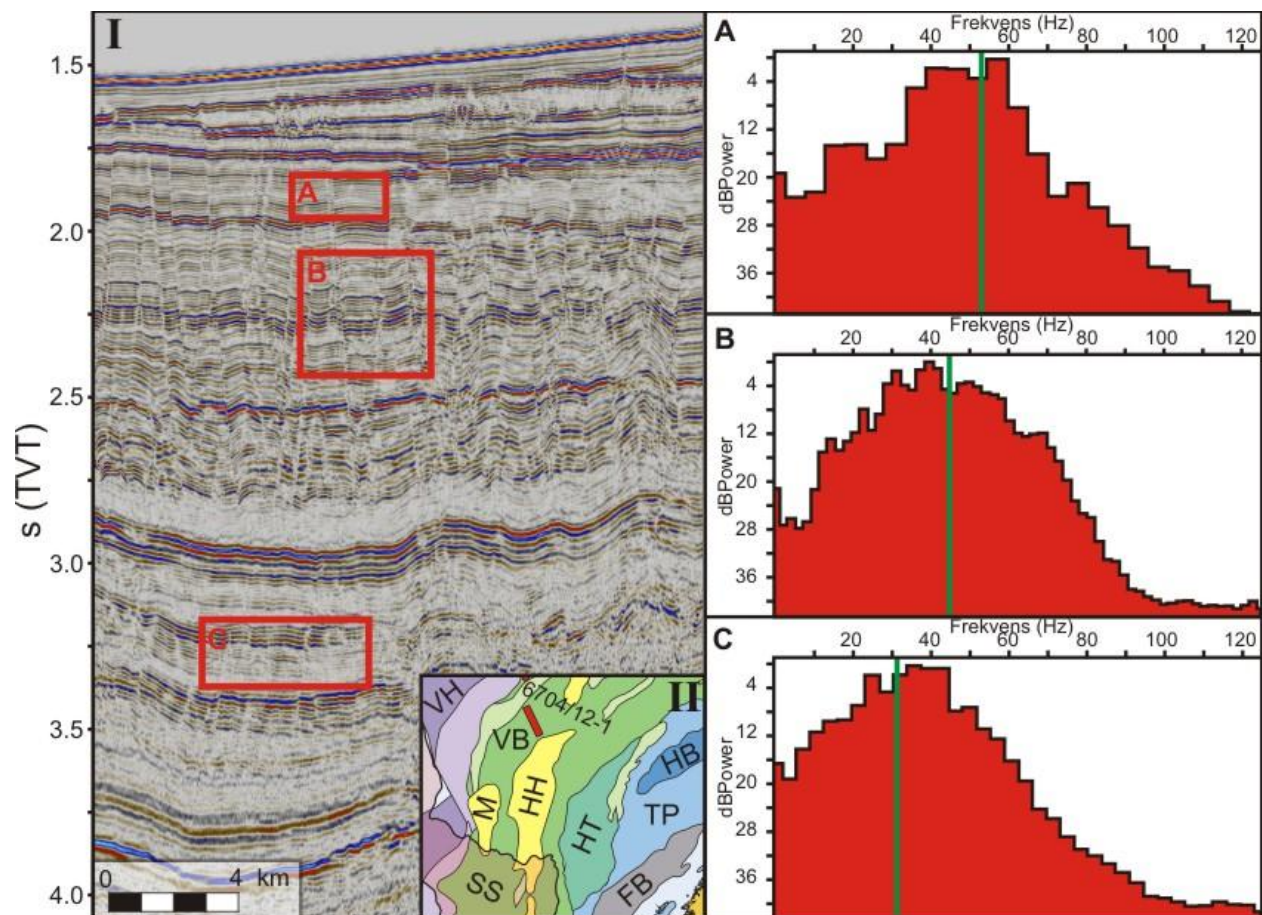 I
1.5
2.0
2.5
3.0
3.5
4.0
s (TVT)
A
B
C
0 4 km
II
6704/12-1
VH
VB
HB
M
HH
HT
TP
SS
FB
A
Frekvens (Hz)
20 40 60 80 100 120
dBPower
4
12
20
28
36
B
Frekvens (Hz)
20 40 60 80 100 120
dBPower
4
12
20
28
36
C
Frekvens (Hz)
20 40 60 80 100 120
dBPower
4
12
20
28
36